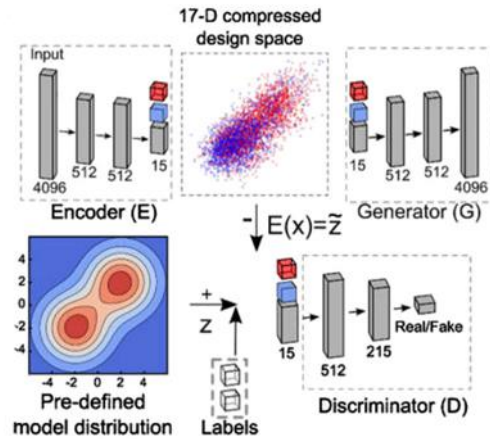 17-D compressed
design space
Input
4096
512
512
15
Encoder (E)
15
512
512
4096
Generator (G)
- E(x)=z̃
4
2
0
-2
-4
-4 -2 0 2 4
Pre-defined
model distribution
+
z
Labels
15
512
215
Real/Fake
Discriminator (D)